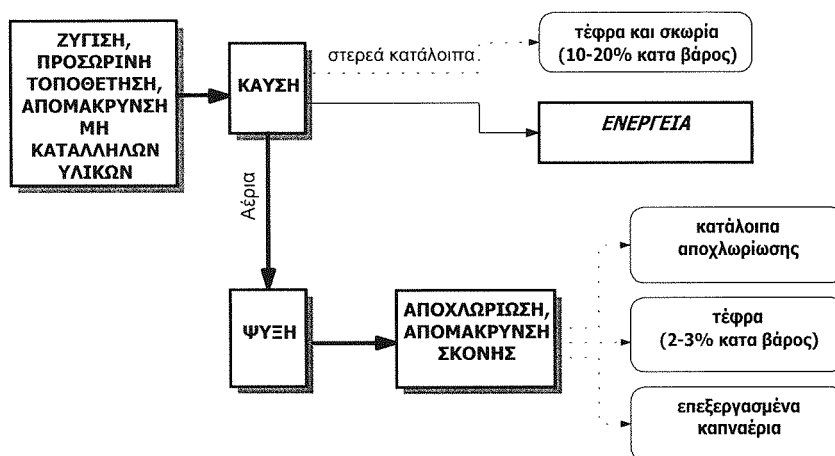 ΖΥΓΙΣΗ,
ΠΡΟΣΩΡΙΝΗ
ΤΟΠΟΘΕΤΗΣΗ,
ΑΠΟΜΑΚΡΥΝΣΗ
ΜΗ
ΚΑΤΑΛΛΗΛΩΝ
ΥΛΙΚΩΝ
ΚΑΥΣΗ
στερεά κατάλοιπα
τέφρα και σκωρία
(10-20% κατα βάρος)
ΕΝΕΡΓΕΙΑ
Αέρια
ΨΥΞΗ
ΑΠΟΧΛΩΡΙΩΣΗ,
ΑΠΟΜΑΚΡΥΝΣΗ
ΣΚΟΝΗΣ
κατάλοιπα
αποχλωρίωσης
τέφρα
(2-3% κατα βάρος)
επεξεργασμένα
καπναέρια